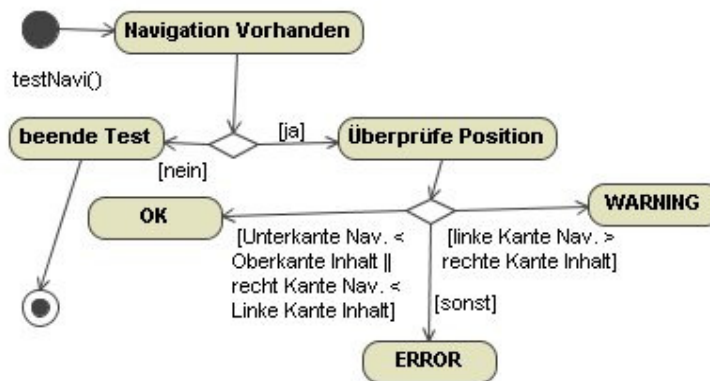 Navigation Vorhanden
testNavi()
beende Test
[ja]
Überprüfe Position
[nein]
OK
WARNING
[Unterkante Nav. <
Oberkante Inhalt ||
recht Kante Nav. <
Linke Kante Inhalt]
[linke Kante Nav. >
rechte Kante Inhalt]
[sonst]
ERROR